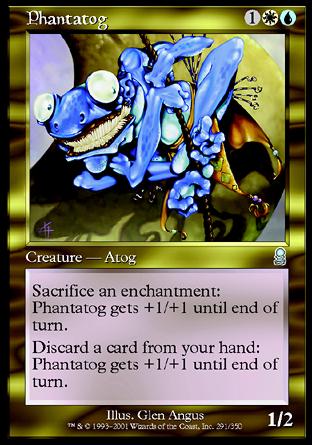 Phantatog 1
Creature — Atog
Sacrifice an enchantment:
Phantatog gets +1/+1 until end of
turn.
Discard a card from your hand:
Phantatog gets +1/+1 until end of
turn.
Illus. Glen Angus
™ & © 1993–2001 Wizards of the Coast, Inc. 291/350
1/2